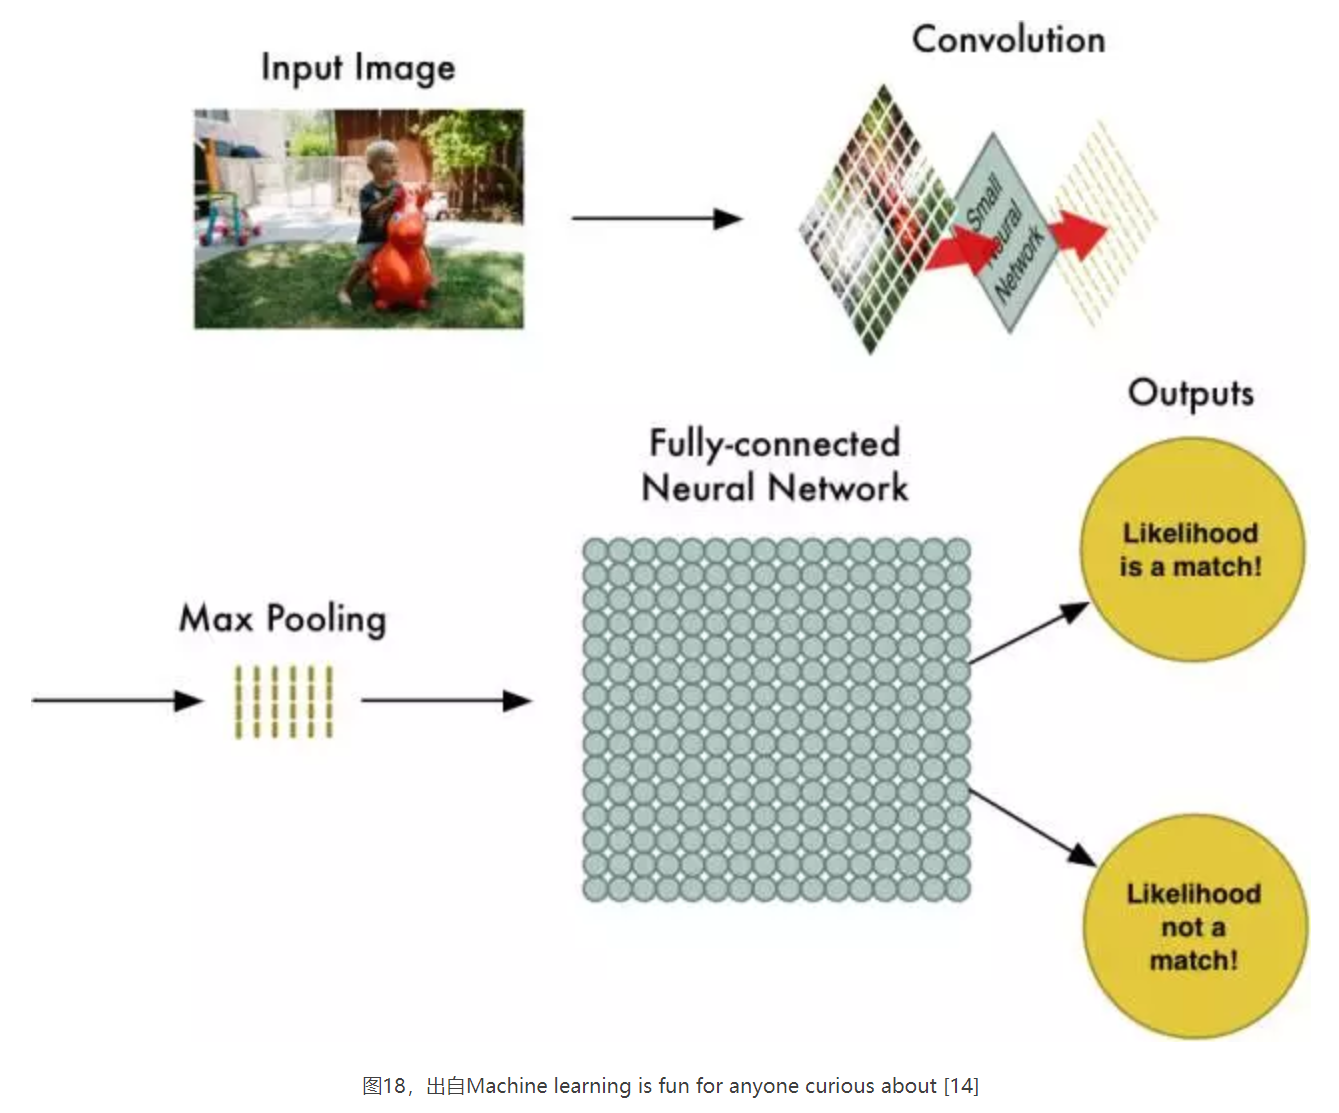 Input Image
Convolution
Small
Neural
Network
Outputs
Fully-connected
Neural Network
Likelihood
is a match!
Max Pooling
Likelihood
not a
match!
图18，出自Machine learning is fun for anyone curious about [14]